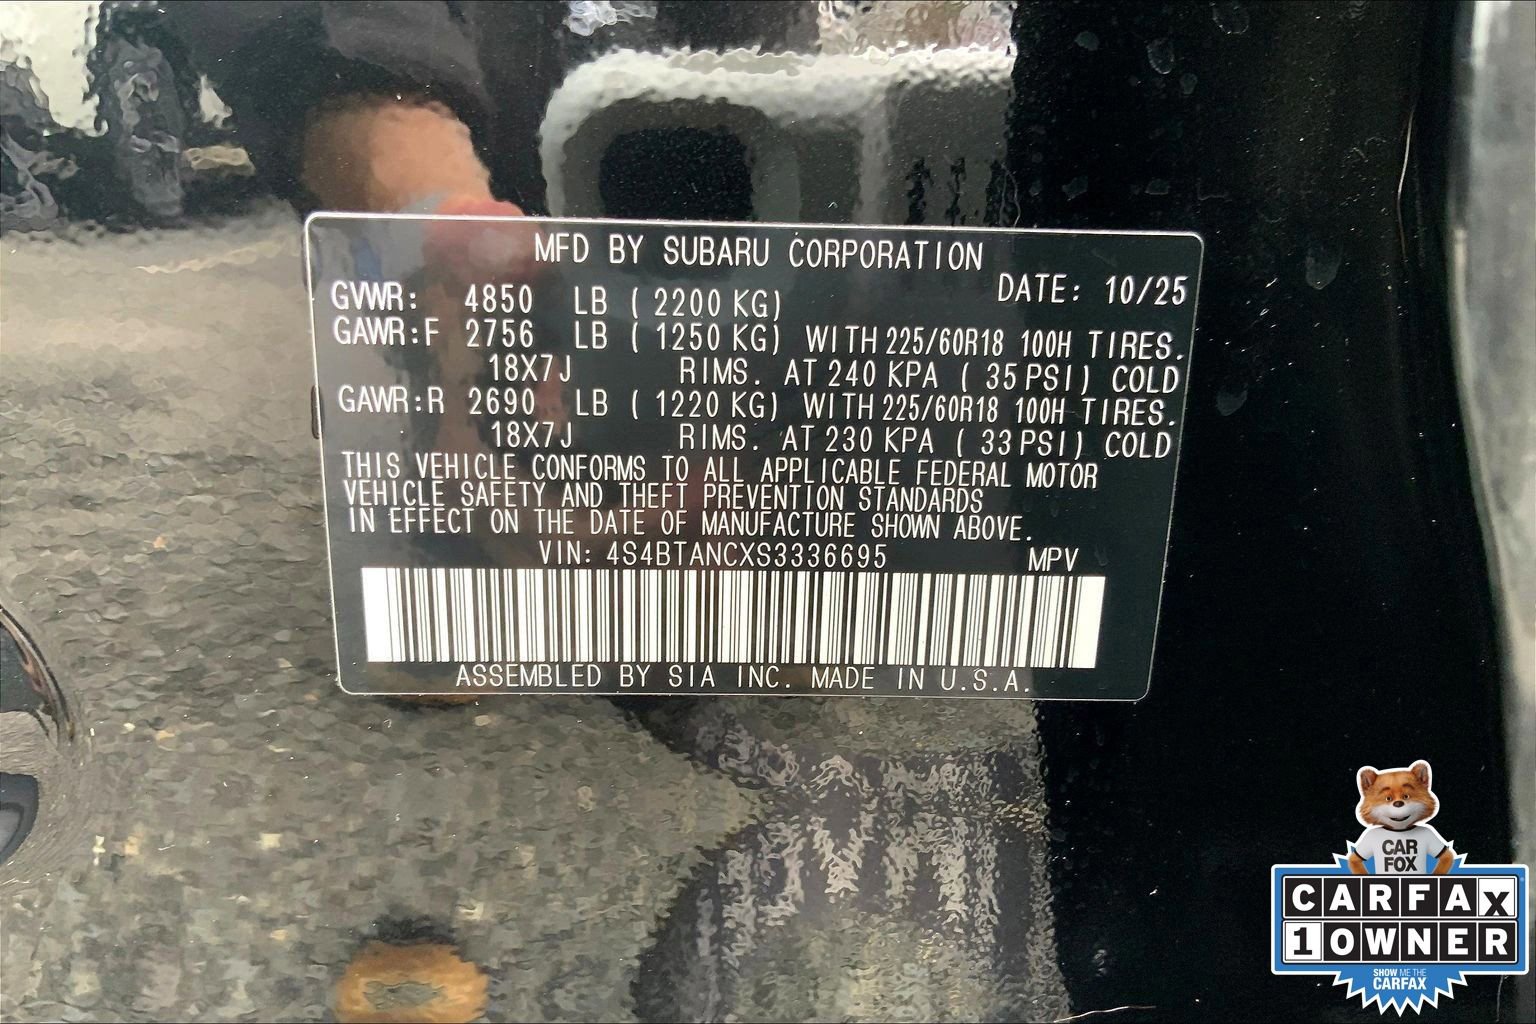 MFD BY SUBARU CORPORATION
DATE: 10/25
GVWR: 4850 LB ( 2200 KG)
GAWR:F 2756 LB ( 1250 KG) WITH 225/60R18 100H TIRES.
18X7J RIMS. AT 240 KPA ( 35 PSI) COLD
GAWR:R 2690 LB ( 1220 KG) WITH 225/60R18 100H TIRES.
18X7J RIMS. AT 230 KPA ( 33 PSI) COLD
THIS VEHICLE CONFORMS TO ALL APPLICABLE FEDERAL MOTOR
VEHICLE SAFETY AND THEFT PREVENTION STANDARDS
IN EFFECT ON THE DATE OF MANUFACTURE SHOWN ABOVE.
VIN: 4S4BTANCXS3336695 MPV
ASSEMBLED BY SIA INC. MADE IN U.S.A.
CAR
FOX
CARFAX
1 OWNER
SHOW ME THE
CARFAX